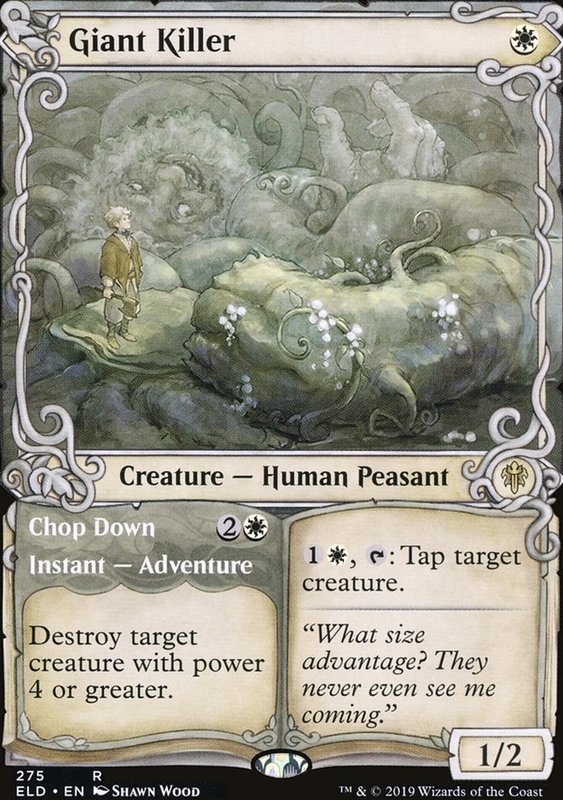 Giant Killer
Creature — Human Peasant
Chop Down 2
Instant — Adventure
Destroy target
creature with power
4 or greater.
1 , : Tap target
creature.
“What size
advantage? They
never even see me
coming.”
1/2
275 R
ELD • EN Shawn Wood
™ & © 2019 Wizards of the Coast